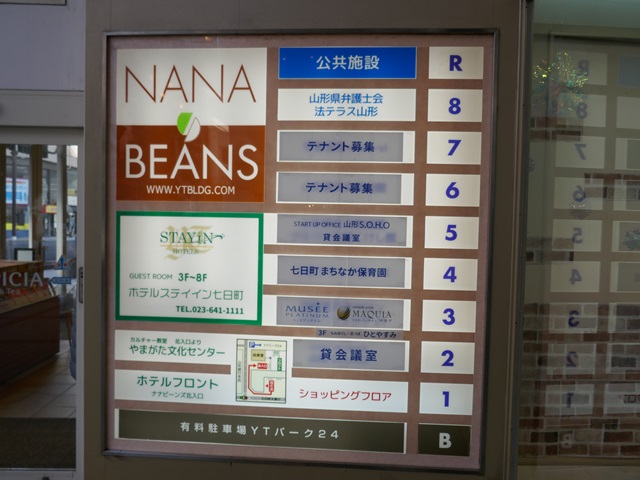 NANA
BEANS
WWW.YTBLDG.COM
公共施設 R
山形県弁護士会
法テラス山形
8
テナント募集 7
テナント募集 6
START UP OFFICE 山形S.O.H.O
貸会議室
5
STAYiN
HOTELS
GUEST ROOM 3F~8F
ホテルステイイン七日町
TEL.023-641-1111
七日町 まちなか保育園 4
MUSÉE
PLATINUM
MAQUIA
3
3F ひとやすみ
カルチャー教室 北入口より
やまがた文化センター
貸会議室 2
ホテルフロント
ナナビーンズ北入口
ショッピングフロア 1
有料駐車場YTパーク24 B